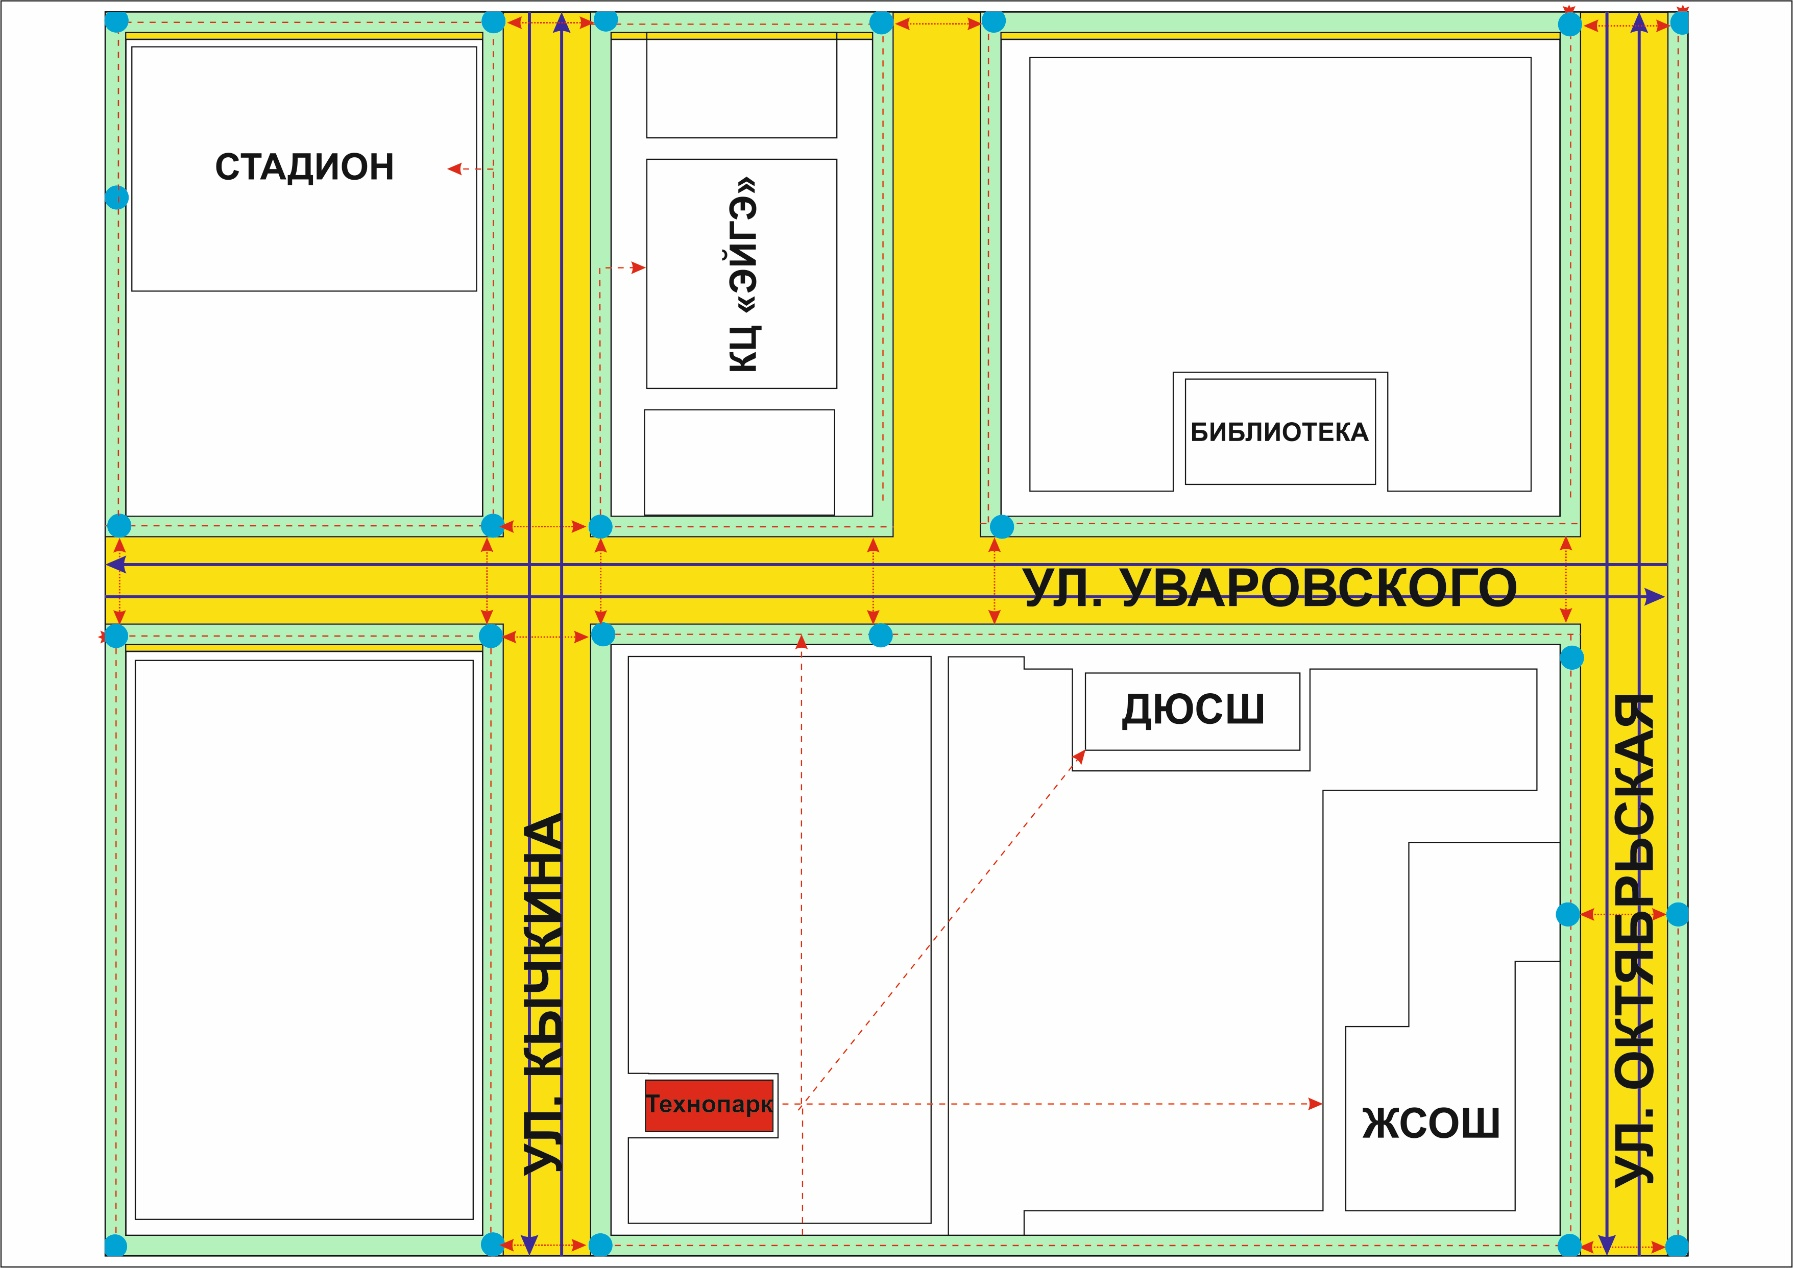 СТАДИОН
КЦ «ЭЙГЭ»
БИБЛИОТЕКА
УЛ. УВАРОВСКОГО
ДЮСШ
УЛ. КЫЧКИНА
УЛ. ОКТЯБРЬСКАЯ
Технопарк
ЖСОШ